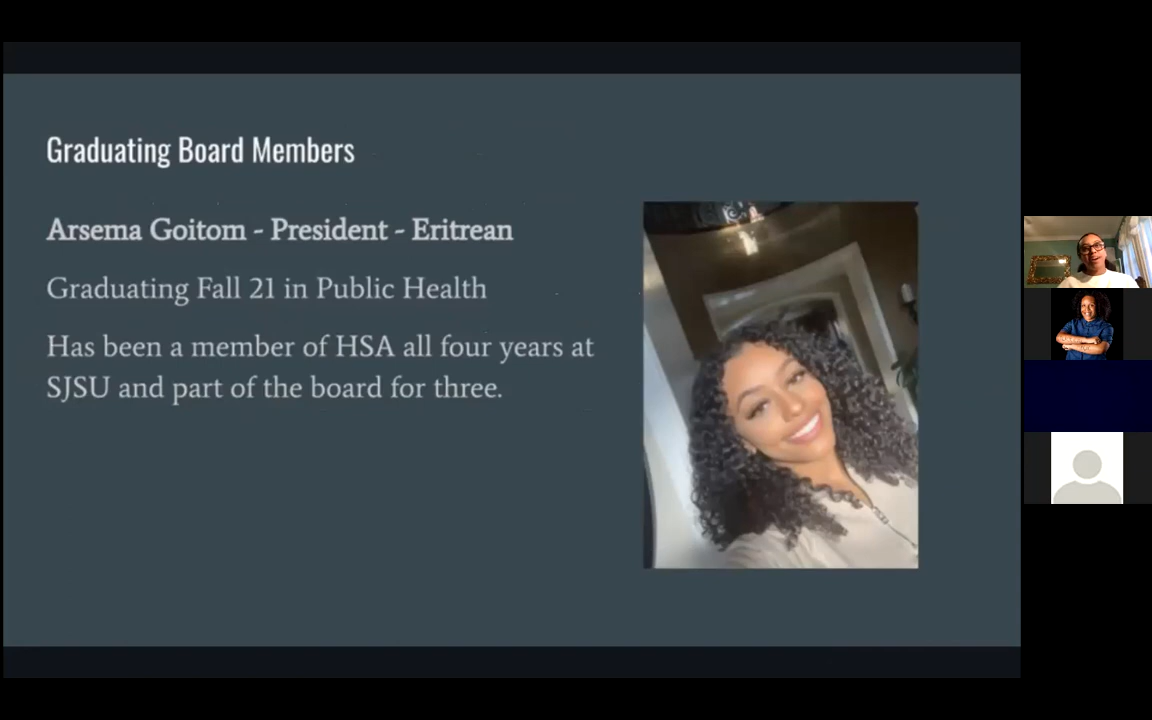 Graduating Board Members
Arsema Goitom - President - Eritrean
Graduating Fall 21 in Public Health
Has been a member of HSA all four years at
SJSU and part of the board for three.